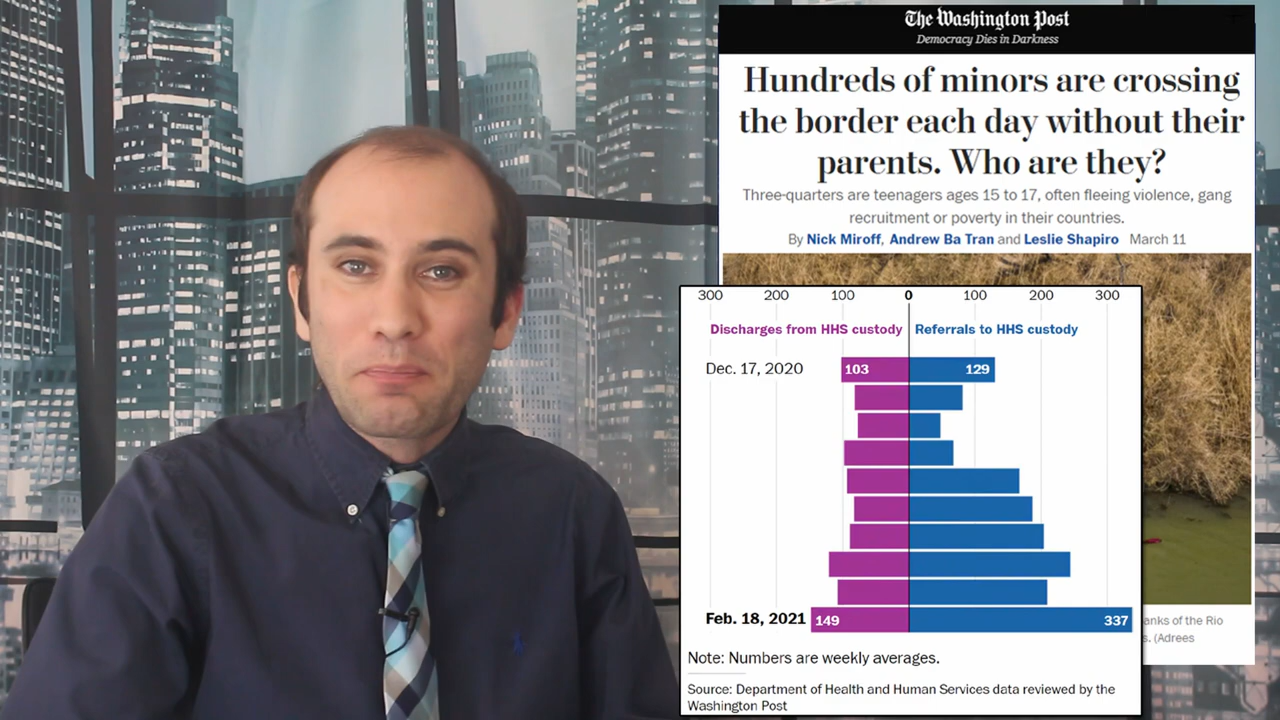 The Washington Post
Democracy Dies in Darkness
Hundreds of minors are crossing
the border each day without their
parents. Who are they?
Three-quarters are teenagers ages 15 to 17, often fleeing violence, gang
recruitment or poverty in their countries.
By Nick Miroff, Andrew Ba Tran and Leslie Shapiro March 11
300 200 100 0 100 200 300
Discharges from HHS custody Referrals to HHS custody
Dec. 17, 2020 103 129
Feb. 18, 2021 149 337
anks of the Rio
s. (Adrees
Note: Numbers are weekly averages.
Source: Department of Health and Human Services data reviewed by the
Washington Post